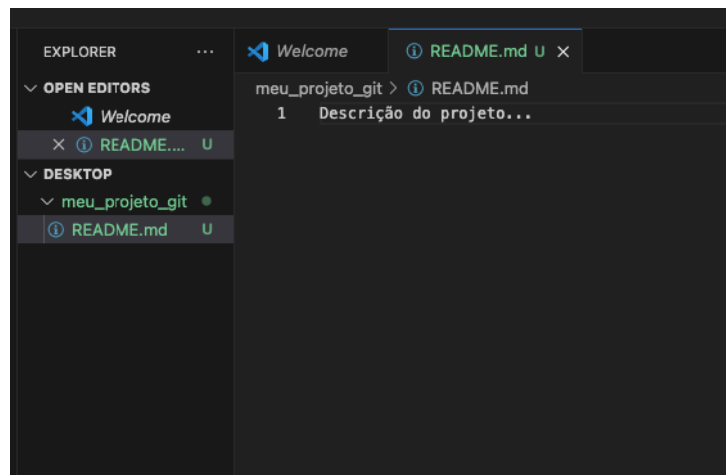 EXPLORER ...
Welcome
README.md U
OPEN EDITORS
Welcome
README.... U
DESKTOP
meu_projeto_git
README.md U
meu_projeto_git > README.md
1 Descrição do projeto...